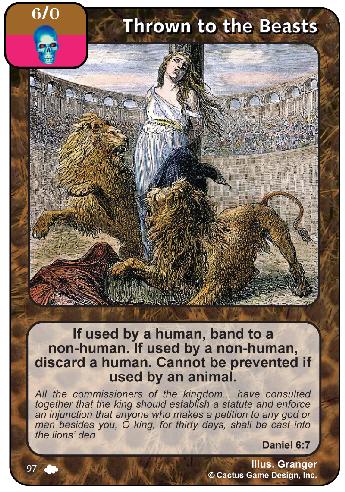 6/0
Thrown to the Beasts
If used by a human, band to a
non-human. If used by a non-human,
discard a human. Cannot be prevented if
used by an animal.
All the commissioners of the kingdom... have consulted
together that the king should establish a statute and enforce
an injunction that anyone who makes a petition to any god or
man besides you, O king, for thirty days, shall be cast into
the lions' den
Daniel 6:7
97
Illus. Granger
© Cactus Game Design, Inc.